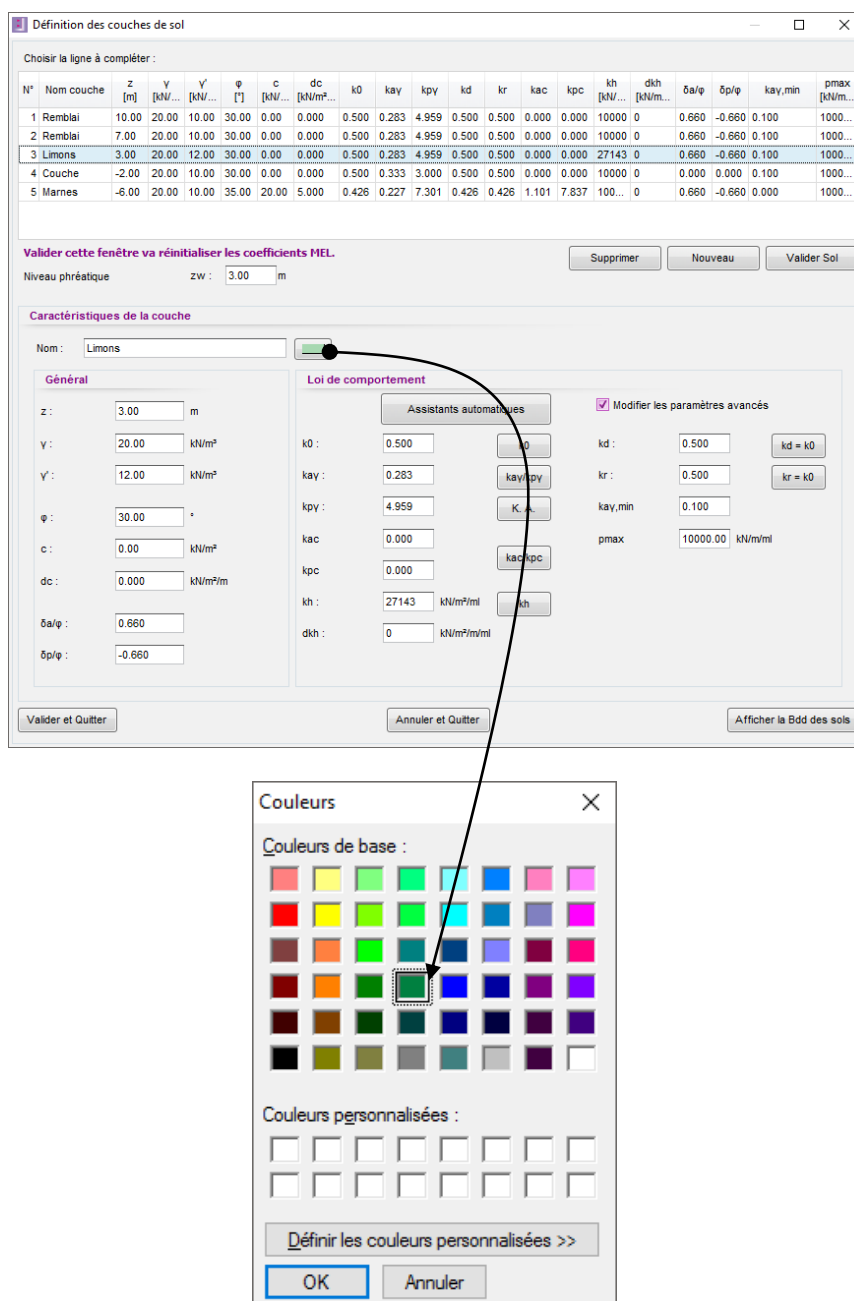 Définition des couches de sol
Choisir la ligne à compléter :
N° Nom couche z [m] γ [kN/... γ' [kN/... φ [°] c [kN/... dc [kN/m²... k0 kaγ kpγ kd kr kac kpc kh [kN/... dkh [kN/m... δa/φ δp/φ kaγ,min pmax [kN/m...
1 Remblai 10.00 20.00 10.00 30.00 0.00 0.000 0.500 0.283 4.959 0.500 0.500 0.000 0.000 10000 0 0.660 -0.660 0.100 1000...
2 Remblai 7.00 20.00 10.00 30.00 0.00 0.000 0.500 0.283 4.959 0.500 0.500 0.000 0.000 10000 0 0.660 -0.660 0.100 1000...
3 Limons 3.00 20.00 12.00 30.00 0.00 0.000 0.500 0.283 4.959 0.500 0.500 0.000 0.000 27143 0 0.660 -0.660 0.100 1000...
4 Couche -2.00 20.00 10.00 30.00 0.00 0.000 0.500 0.333 3.000 0.500 0.500 0.000 0.000 10000 0 0.000 0.000 0.100 1000...
5 Marnes -6.00 20.00 10.00 35.00 20.00 5.000 0.426 0.227 7.301 0.426 0.426 1.101 7.837 100... 0 0.660 -0.660 0.000 1000...
Valider cette fenêtre va réinitialiser les coefficients MEL.
Supprimer Nouveau Valider Sol
Niveau phréatique zw : 3.00 m
Caractéristiques de la couche
Nom : Limons
Général
z : 3.00 m
γ : 20.00 kN/m³
γ' : 12.00 kN/m³
φ : 30.00 °
c : 0.00 kN/m²
dc : 0.000 kN/m²/m
δa/φ : 0.660
δp/φ : -0.660
Loi de comportement
Assistants automatiques
k0 : 0.500 k0
kaγ : 0.283 kaγ/kpγ
kpγ : 4.959 K. A.
kac 0.000
kac/kpc
kpc 0.000
kh : 27143 kN/m²/ml kh
dkh : 0 kN/m²/m/ml
Modifier les paramètres avancés
kd : 0.500 kd = k0
kr : 0.500 kr = k0
kaγ,min 0.100
pmax 10000.00 kN/m/ml
Valider et Quitter Annuler et Quitter Afficher la Bdd des sols
Couleurs
Couleurs de base :
Couleurs personnalisées :
Définir les couleurs personnalisées >>
OK Annuler